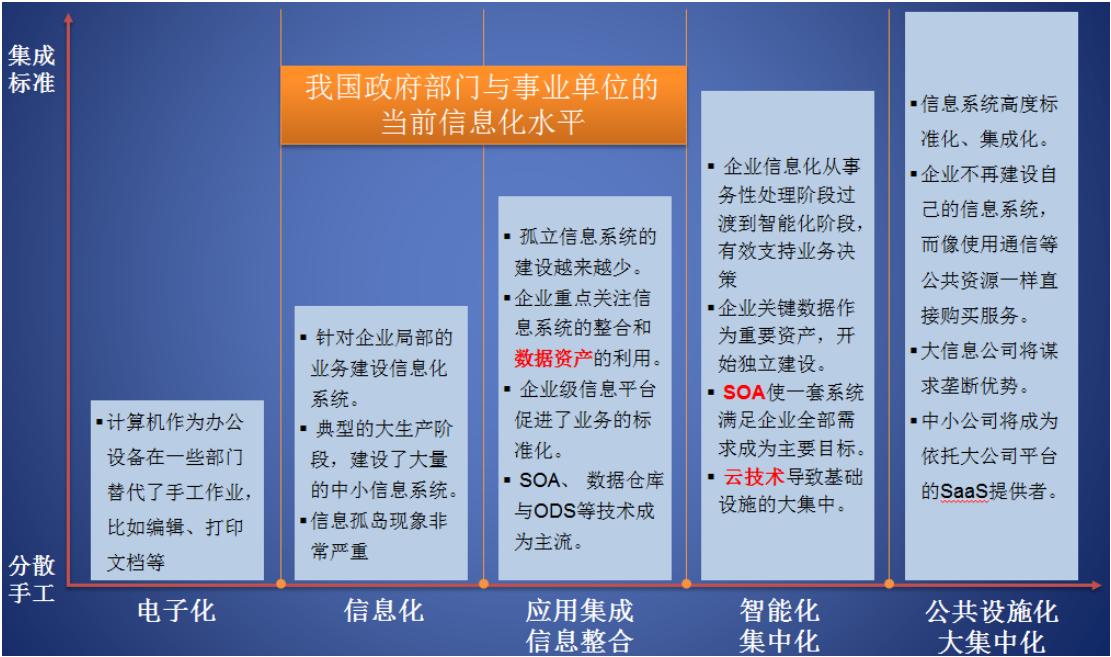 集成
标准
我国政府部门与事业单位的
当前信息化水平
▪计算机作为办公
设备在一些部门
替代了手工作业，
比如编辑、打印
文档等
▪ 针对企业局部的
业务建设信息化
系统。
▪ 典型的大生产阶
段，建设了大量
的中小信息系统。
▪信息孤岛现象非
常严重
▪ 孤立信息系统的
建设越来越少。
▪企业重点关注信
息系统的整合和
数据资产的利用。
▪ 企业级信息平台
促进了业务的标
准化。
▪ SOA、 数据仓库
与ODS等技术成
为主流。
▪ 企业信息化从事
务性处理阶段过
渡到智能化阶段，
有效支持业务决
策
▪企业关键数据作
为重要资产，开
始独立建设。
▪ SOA使一套系统
满足企业全部需
求成为主要目标。
▪ 云技术导致基础
设施的大集中。
▪信息系统高度标
准化、集成化。
▪企业不再建设自
己的信息系统，
而像使用通信等
公共资源一样直
接购买服务。
▪大信息公司将谋
求垄断优势。
▪中小公司将成为
依托大公司平台
的SaaS提供者。
分散
手工
电子化
信息化
应用集成
信息整合
智能化
集中化
公共设施化
大集中化